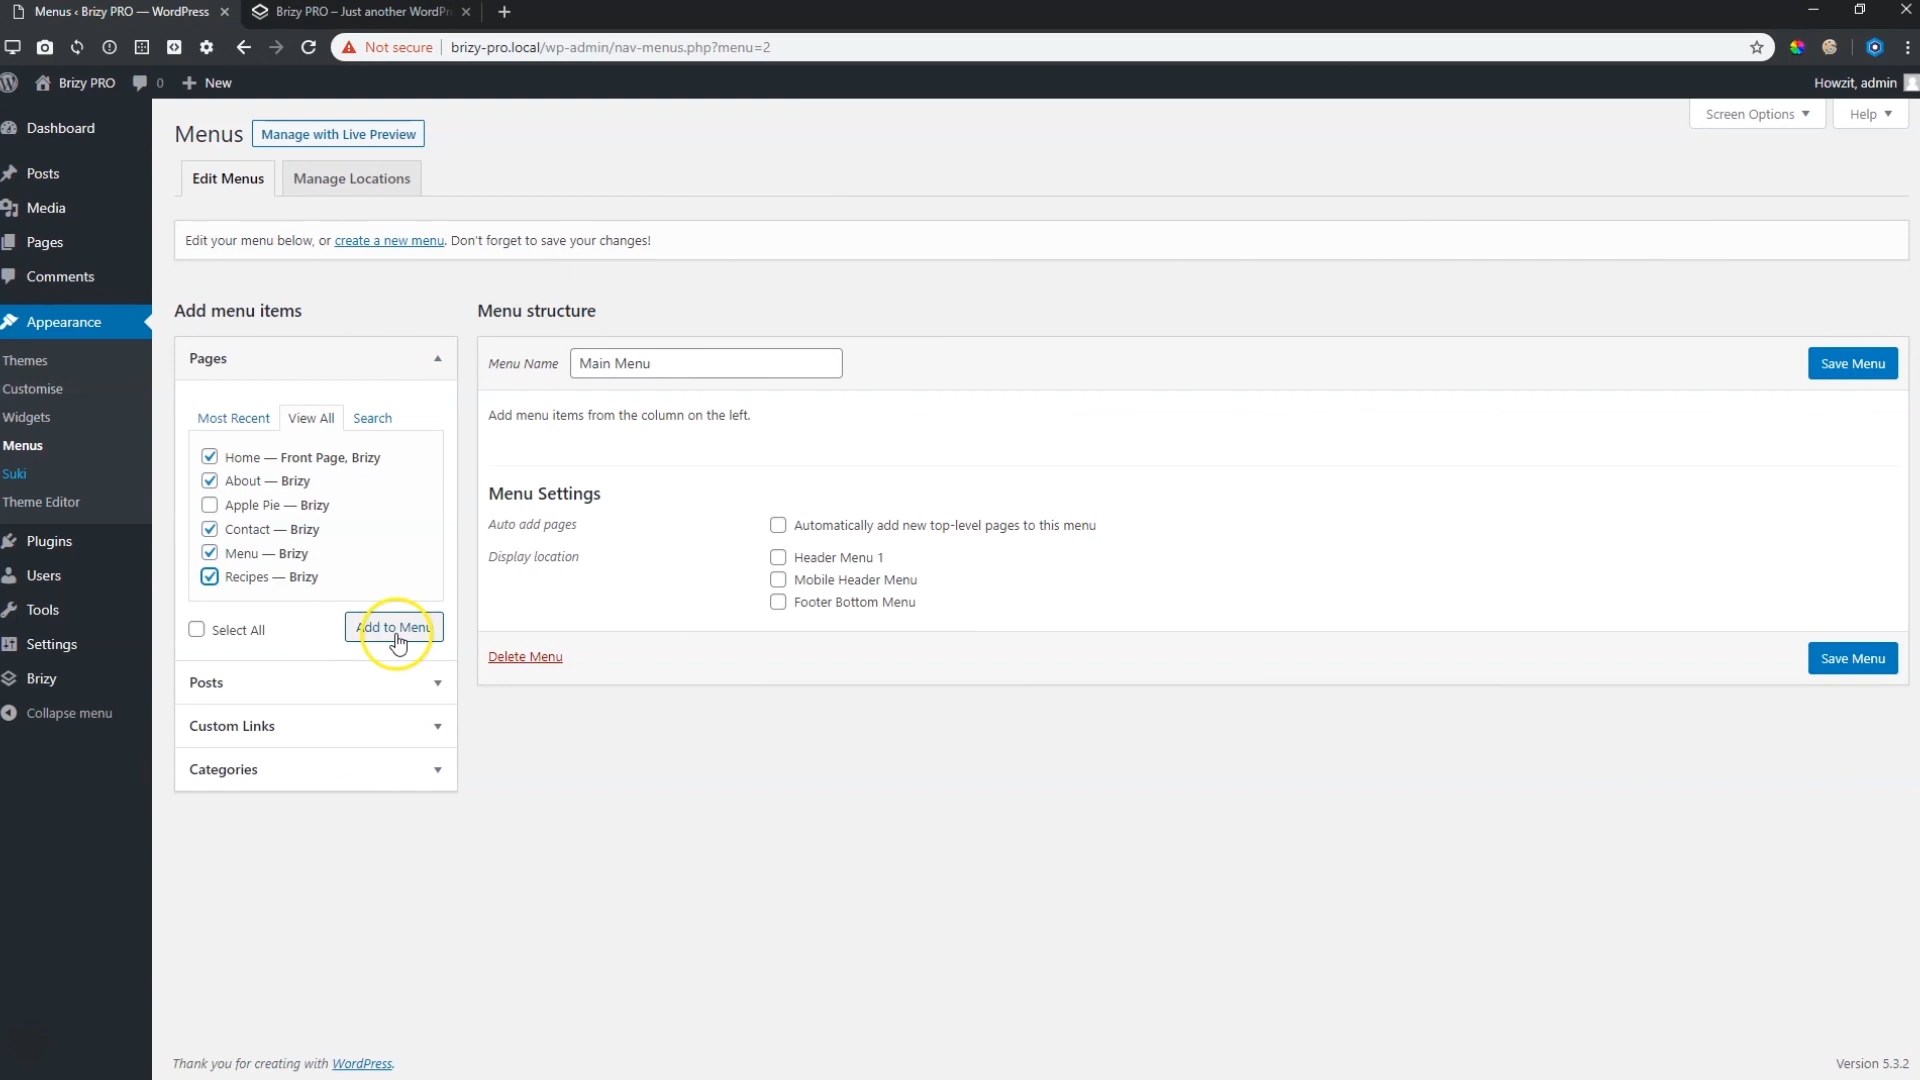 Menus ‹ Brizy PRO — WordPress
Brizy PRO – Just another WordPr
Not secure
brizy-pro.local/wp-admin/nav-menus.php?menu=2
Brizy PRO
0
New
Howzit, admin
Screen Options
Help
Dashboard
Posts
Media
Pages
Comments
Appearance
Themes
Customise
Widgets
Menus
Suki
Theme Editor
Plugins
Users
Tools
Settings
Brizy
Collapse menu
Menus
Manage with Live Preview
Edit Menus
Manage Locations
Edit your menu below, or create a new menu. Don't forget to save your changes!
Add menu items
Pages
Most Recent
View All
Search
Home — Front Page, Brizy
About — Brizy
Apple Pie — Brizy
Contact — Brizy
Menu — Brizy
Recipes — Brizy
Select All
Add to Menu
Posts
Custom Links
Categories
Menu structure
Menu Name
Main Menu
Save Menu
Add menu items from the column on the left.
Menu Settings
Auto add pages
Automatically add new top-level pages to this menu
Display location
Header Menu 1
Mobile Header Menu
Footer Bottom Menu
Delete Menu
Save Menu
Thank you for creating with WordPress.
Version 5.3.2